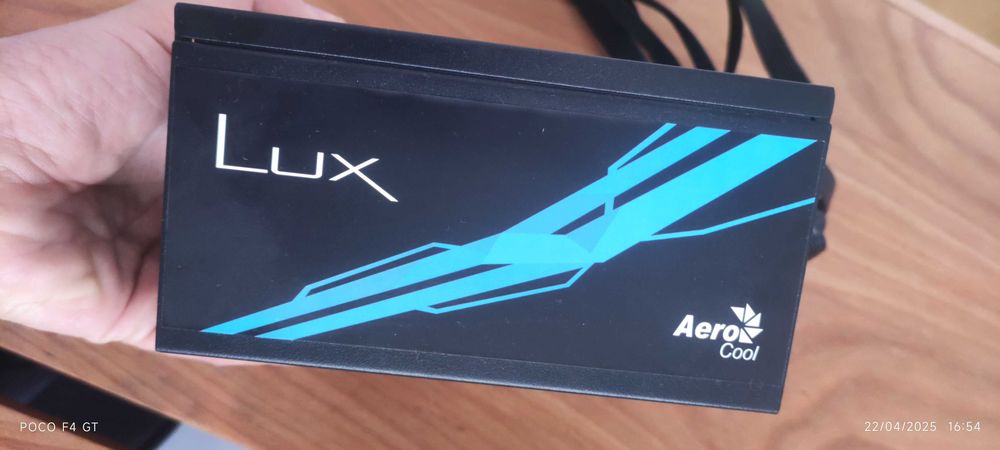 Lux
Aero
Cool
POCO F4 GT
22/04/2025 16:54